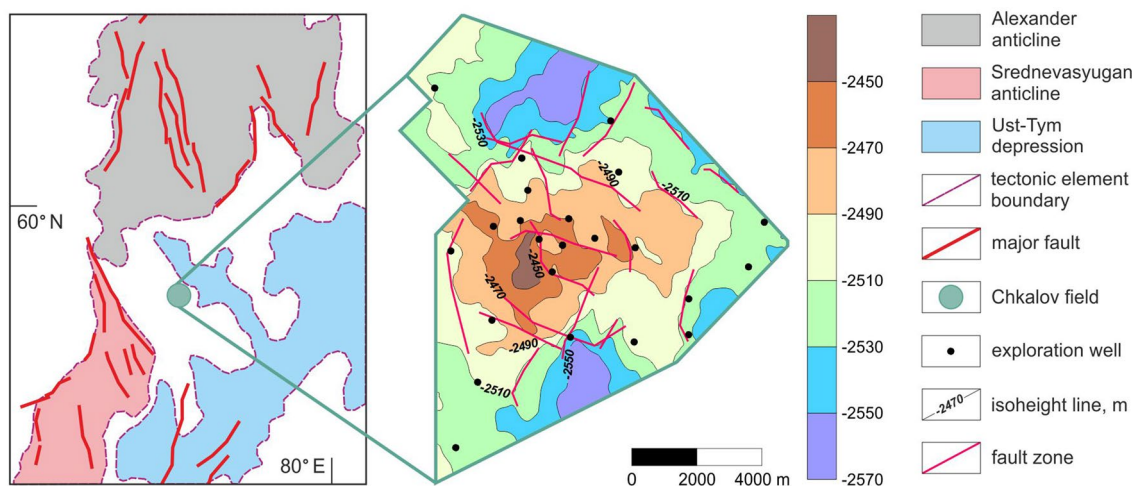 60° N
80° E
-2530
-2490
-2510
-2450
-2470
-2490
-2550
-2510
0 2000 4000 m
-2450
-2470
-2490
-2510
-2530
-2550
-2570
Alexander
anticline
Srednevasyugan
anticline
Ust-Tym
depression
tectonic element
boundary
major fault
Chkalov field
exploration well
-2470
isoheight line, m
fault zone